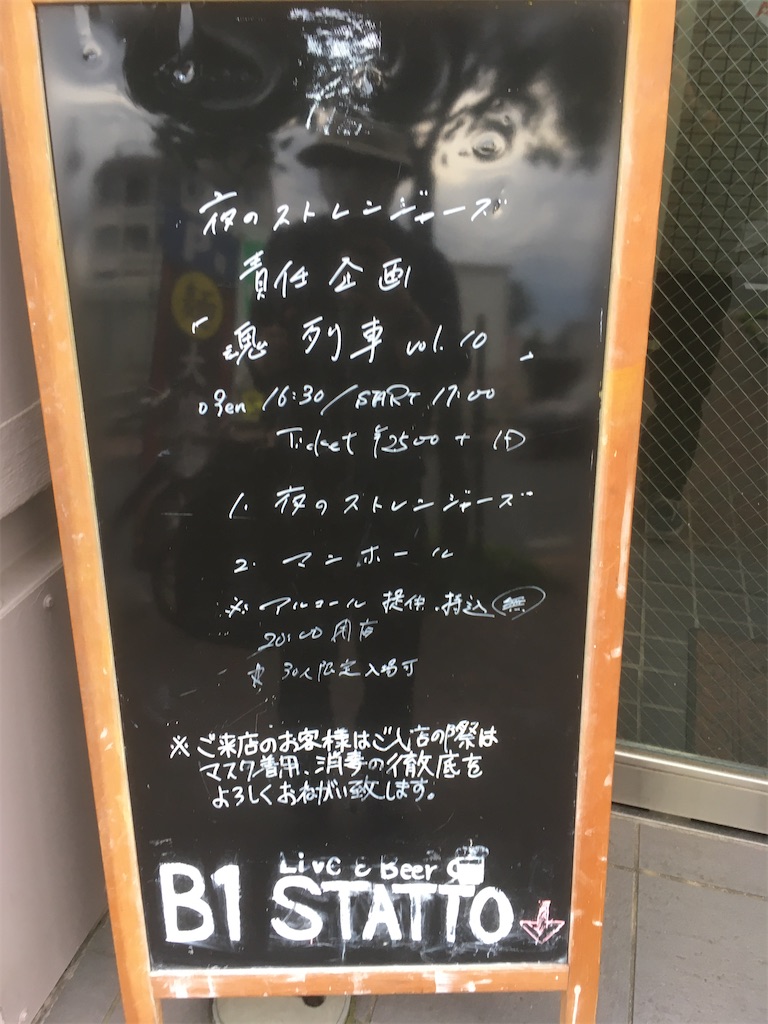 夜のストレンジャーズ
責任企画
「魂列車 vol.10」
open 16:30/START 17:00
Ticket ¥2500 + 1D
1. 夜のストレンジャーズ
2. マンホール
※アルコール提供・持込 無
20:00閉店
30人限定入場可
※ご来店のお客様はご入店の際は
マスク着用、消毒の徹底を
よろしくおねがい致します。
Live & Beer
B1 STATTO